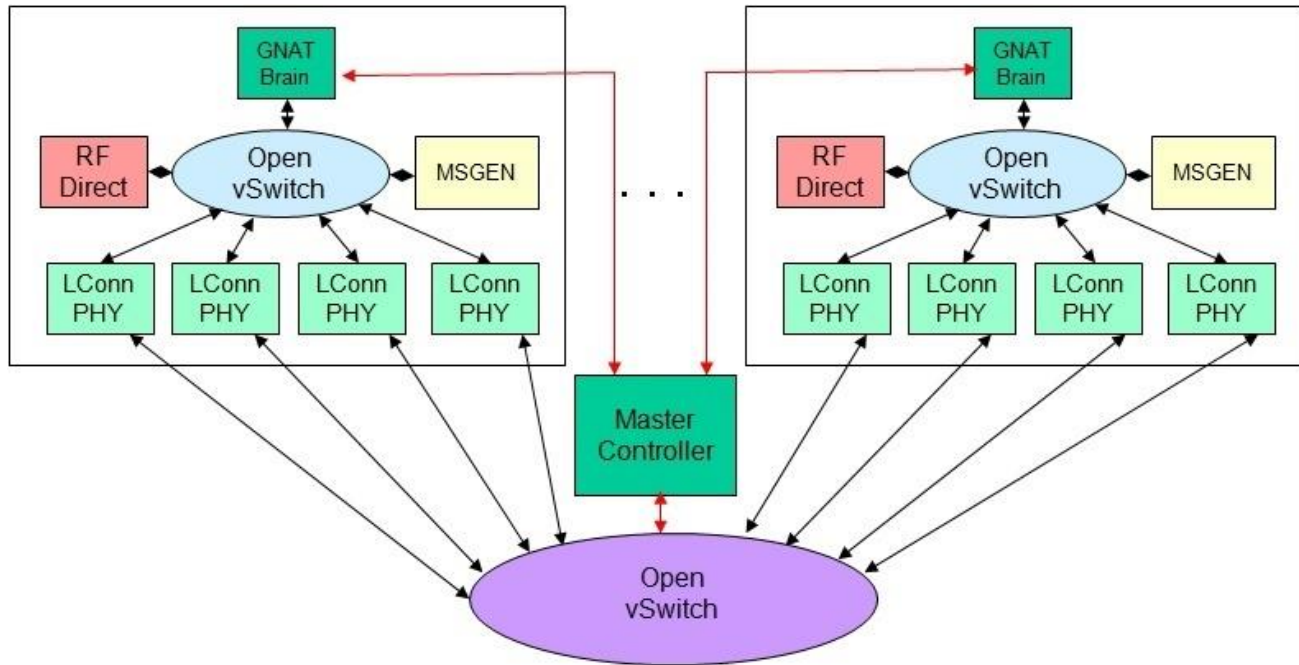 GNAT
Brain
GNAT
Brain
RF
Direct
Open
vSwitch
MSGEN
. . .
RF
Direct
Open
vSwitch
MSGEN
LConn
PHY
LConn
PHY
LConn
PHY
LConn
PHY
LConn
PHY
LConn
PHY
LConn
PHY
LConn
PHY
Master
Controller
Open
vSwitch